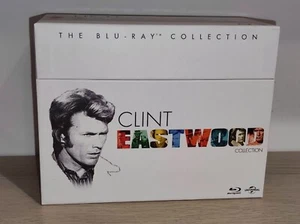 THE BLU-RAY™ COLLECTION
CLINT
EASTWOOD
COLLECTION